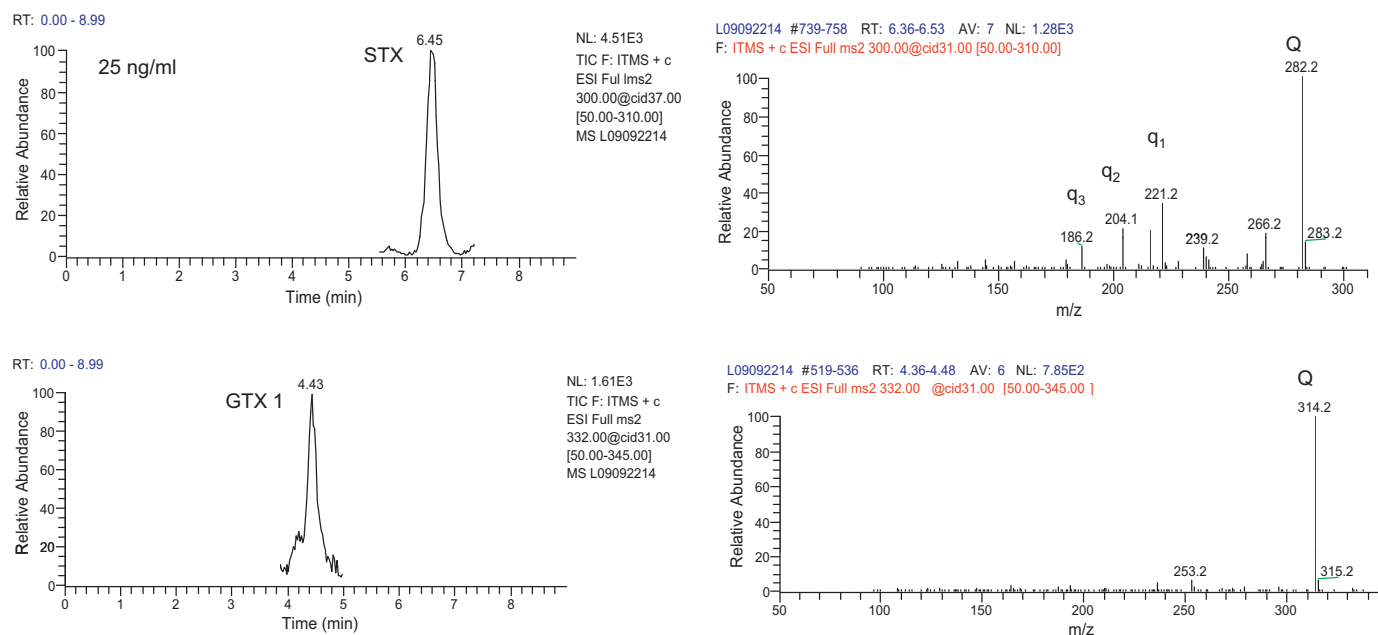 RT: 0.00 - 8.99
6.45
STX
25 ng/ml
NL: 4.51E3
TIC F: ITMS + c
ESI Ful lms2
300.00@cid37.00
[50.00-310.00]
MS L09092214
100
80
60
40
20
0
Relative Abundance
0 1 2 3 4 5 6 7 8
Time (min)
L09092214 #739-758 RT: 6.36-6.53 AV: 7 NL: 1.28E3
F: ITMS + c ESI Full ms2 300.00@cid31.00 [50.00-310.00]
Q
282.2
q1
q2
q3
221.2
204.1
186.2
239.2
266.2
283.2
100
80
60
40
20
0
Relative Abundance
50 100 150 200 250 300
m/z
RT: 0.00 - 8.99
4.43
GTX 1
NL: 1.61E3
TIC F: ITMS + c
ESI Full ms2
332.00@cid31.00
[50.00-345.00]
MS L09092214
100
80
60
40
20
0
Relative Abundance
0 1 2 3 4 5 6 7 8
Time (min)
L09092214 #519-536 RT: 4.36-4.48 AV: 6 NL: 7.85E2
F: ITMS + c ESI Full ms2 332.00 @cid31.00 [50.00-345.00 ]
Q
314.2
253.2
315.2
100
80
60
40
20
0
Relative Abundance
50 100 150 200 250 300
m/z